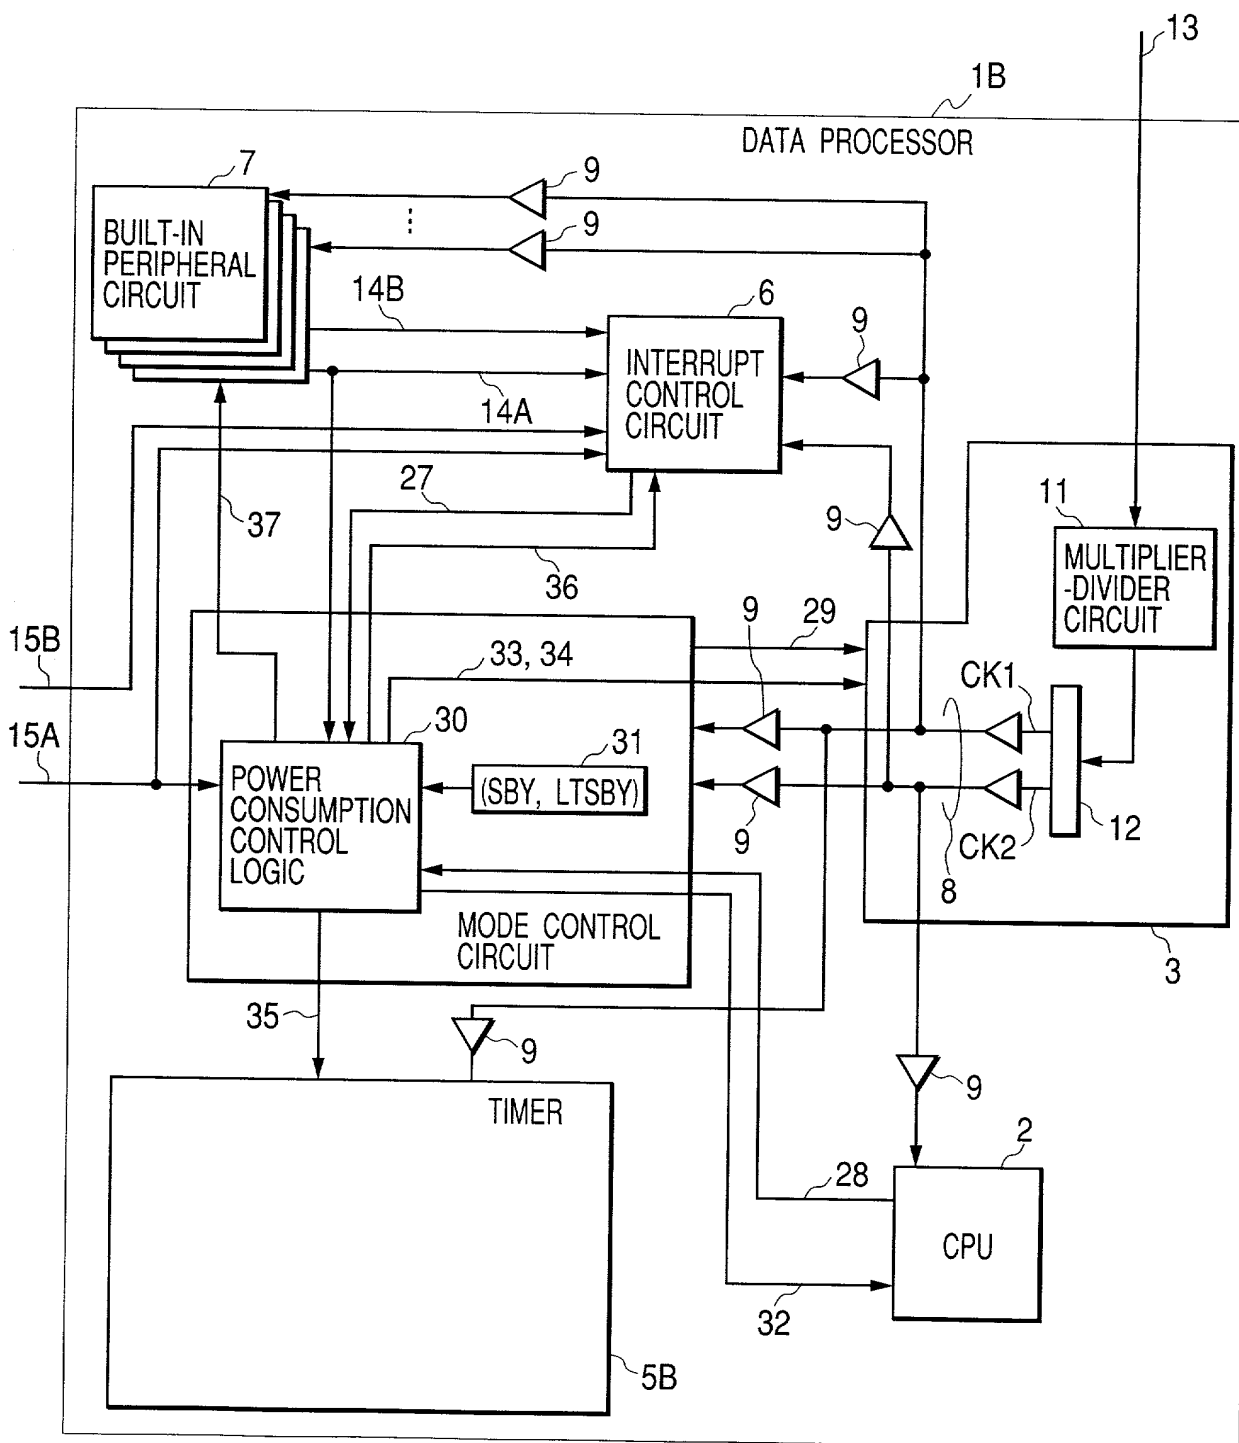 13
1B
DATA PROCESSOR
7
9
9
BUILT-IN
PERIPHERAL
CIRCUIT
14B
6
9
INTERRUPT
CONTROL
CIRCUIT
14A
27
37
9
11
MULTIPLIER
-DIVIDER
CIRCUIT
36
15B
9
29
33, 34
CK1
15A
30
31
POWER
CONSUMPTION
CONTROL
LOGIC
(SBY, LTSBY)
9
CK2
12
8
MODE CONTROL
CIRCUIT
3
35
9
9
TIMER
2
28
CPU
32
5B